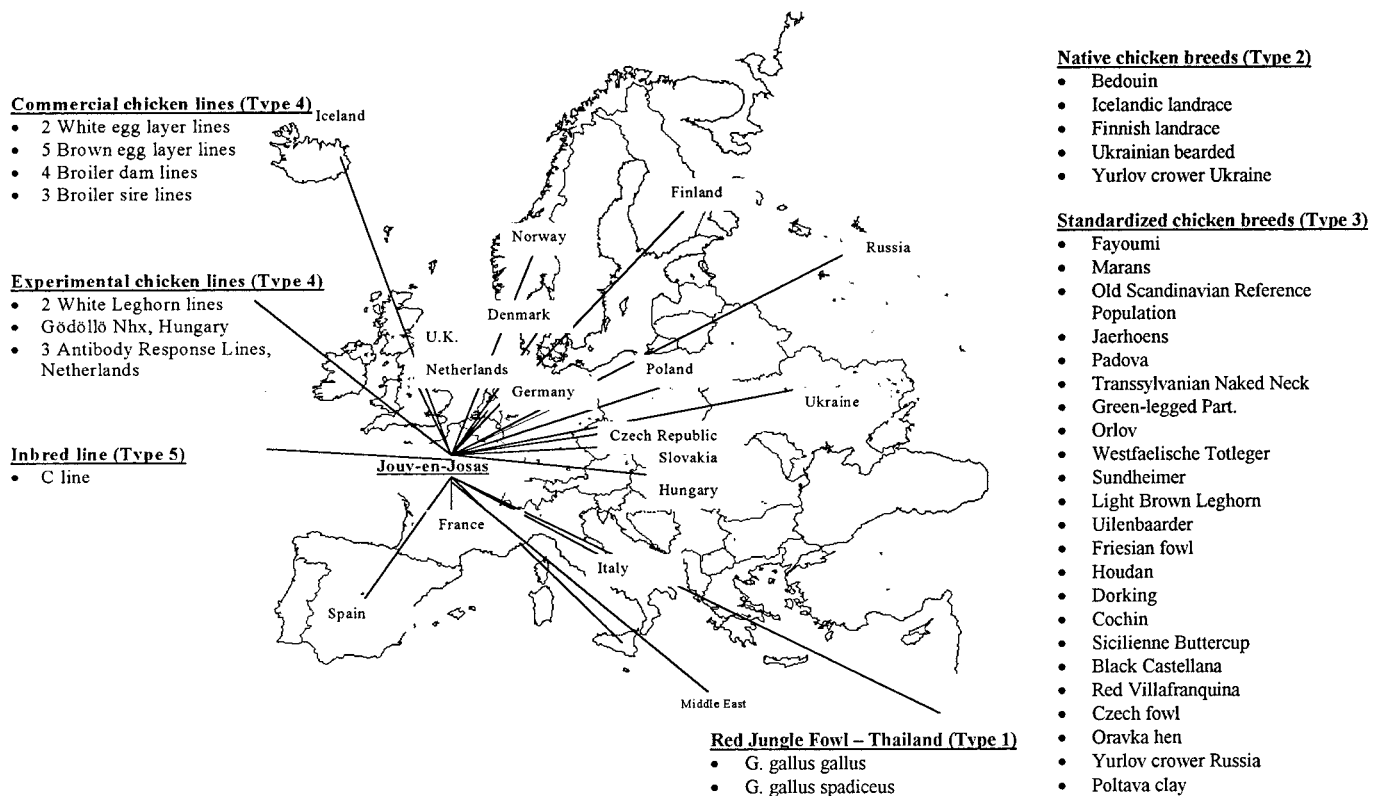 Commercial chicken lines (Type 4)
• 2 White egg layer lines
• 5 Brown egg layer lines
• 4 Broiler dam lines
• 3 Broiler sire lines
Experimental chicken lines (Type 4)
• 2 White Leghorn lines
• Gödöllö Nhx, Hungary
• 3 Antibody Response Lines,
Netherlands
Inbred line (Type 5)
• C line
Iceland
Finland
Norway
Russia
Denmark
U.K.
Netherlands
Poland
Germany
Ukraine
Czech Republic
Slovakia
Jouv-en-Josas
Hungary
France
Italy
Spain
Middle East
Red Jungle Fowl – Thailand (Type 1)
• G. gallus gallus
• G. gallus spadiceus
Native chicken breeds (Type 2)
• Bedouin
• Icelandic landrace
• Finnish landrace
• Ukrainian bearded
• Yurlov crower Ukraine
Standardized chicken breeds (Type 3)
• Fayoumi
• Marans
• Old Scandinavian Reference
Population
• Jaerhoens
• Padova
• Transsylvanian Naked Neck
• Green-legged Part.
• Orlov
• Westfaelische Totleger
• Sundheimer
• Light Brown Leghorn
• Uilenbaarder
• Friesian fowl
• Houdan
• Dorking
• Cochin
• Sicilienne Buttercup
• Black Castellana
• Red Villafranquina
• Czech fowl
• Oravka hen
• Yurlov crower Russia
• Poltava clay